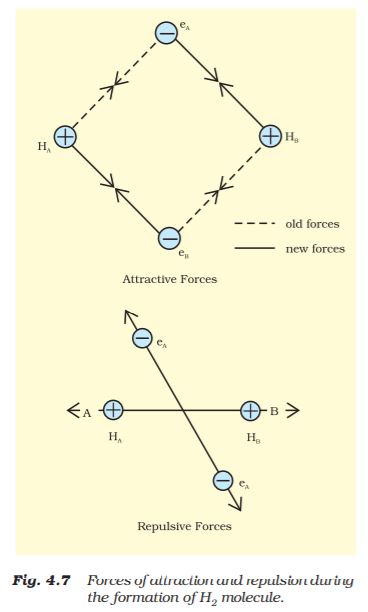 e_A
H_A
H_B
e_B
old forces
new forces
Attractive Forces
e_A
A
B
H_A
H_B
e_A
Repulsive Forces
Fig. 4.7 Forces of attraction and repulsion during
the formation of H₂ molecule.